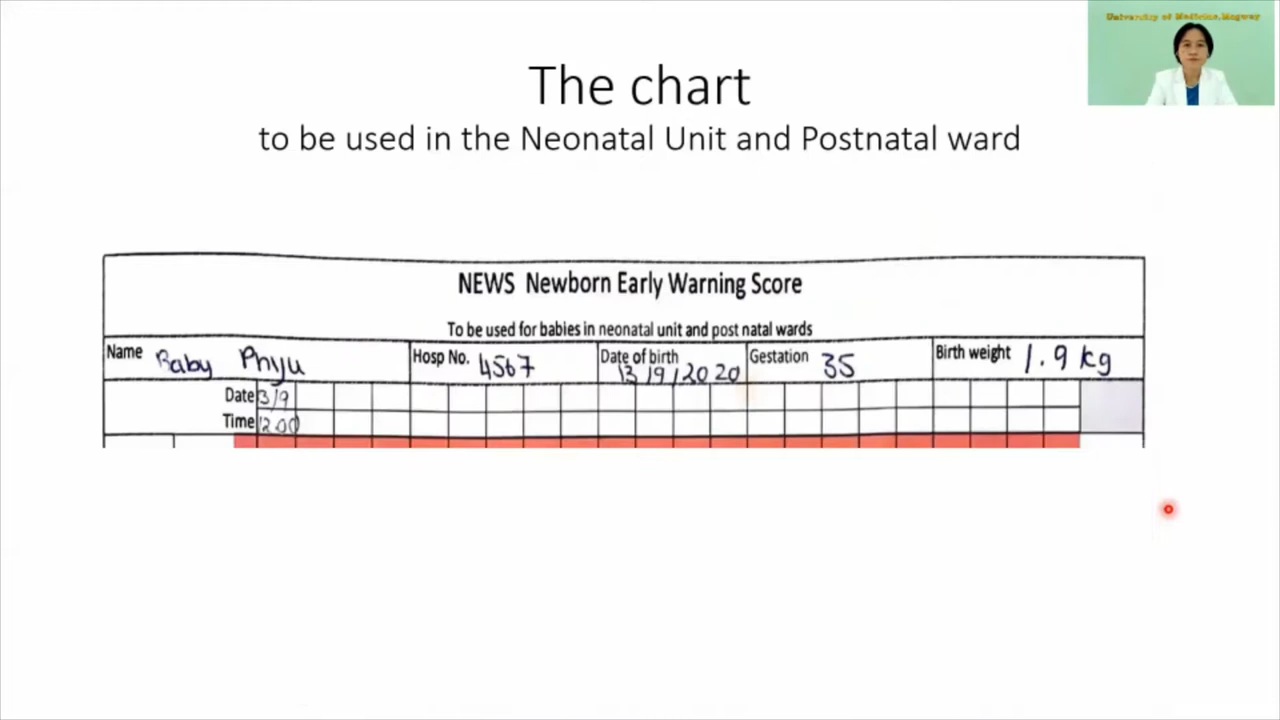 University of Medicine, Magway
The chart
to be used in the Neonatal Unit and Postnatal ward
NEWS Newborn Early Warning Score
To be used for babies in neonatal unit and post natal wards
Name Baby Phyu Hosp No. 4567 Date of birth 13/9/2020 Gestation 35 Birth weight 1.9 kg
Date 13/9
Time 1200